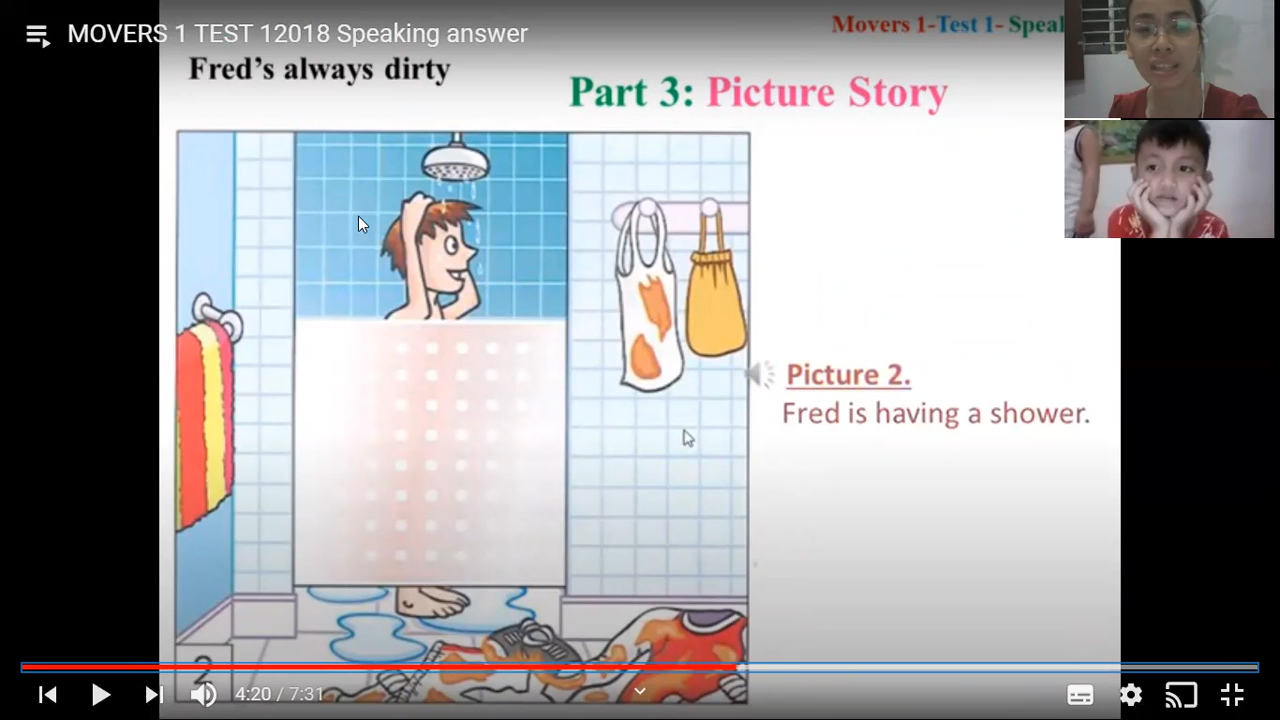 MOVERS 1 TEST 12018 Speaking answer
Movers 1-Test 1- Speak
Fred's always dirty
Part 3: Picture Story
Picture 2.
Fred is having a shower.
2
4:20 / 7:31